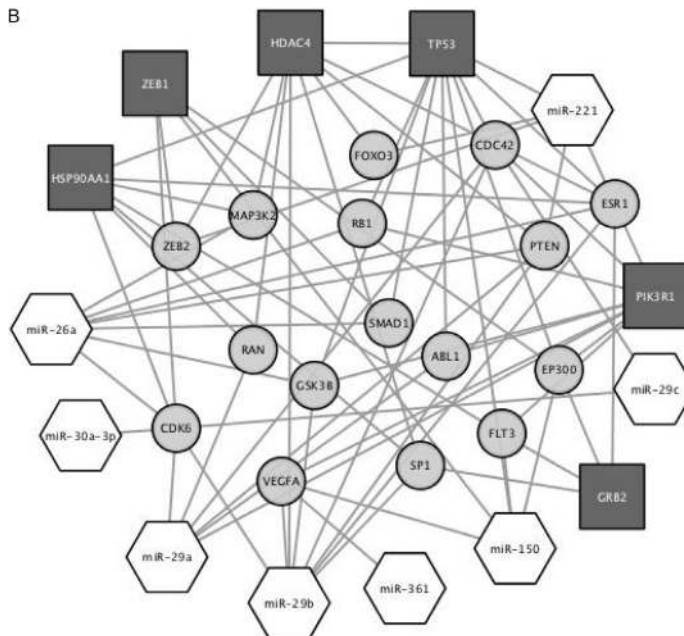 B
HDAC4
TP53
ZEB1
miR-221
FOXO3
CDC42
HSP90AA1
MAP3K2
RB1
ESR1
ZEB2
PTEN
PIK3R1
miR-26a
SMAD1
RAN
ABL1
EP300
GSK3B
miR-29c
miR-30a-3p
CDK6
FLT3
SP1
VEGFA
GRB2
miR-29a
miR-150
miR-361
miR-29b